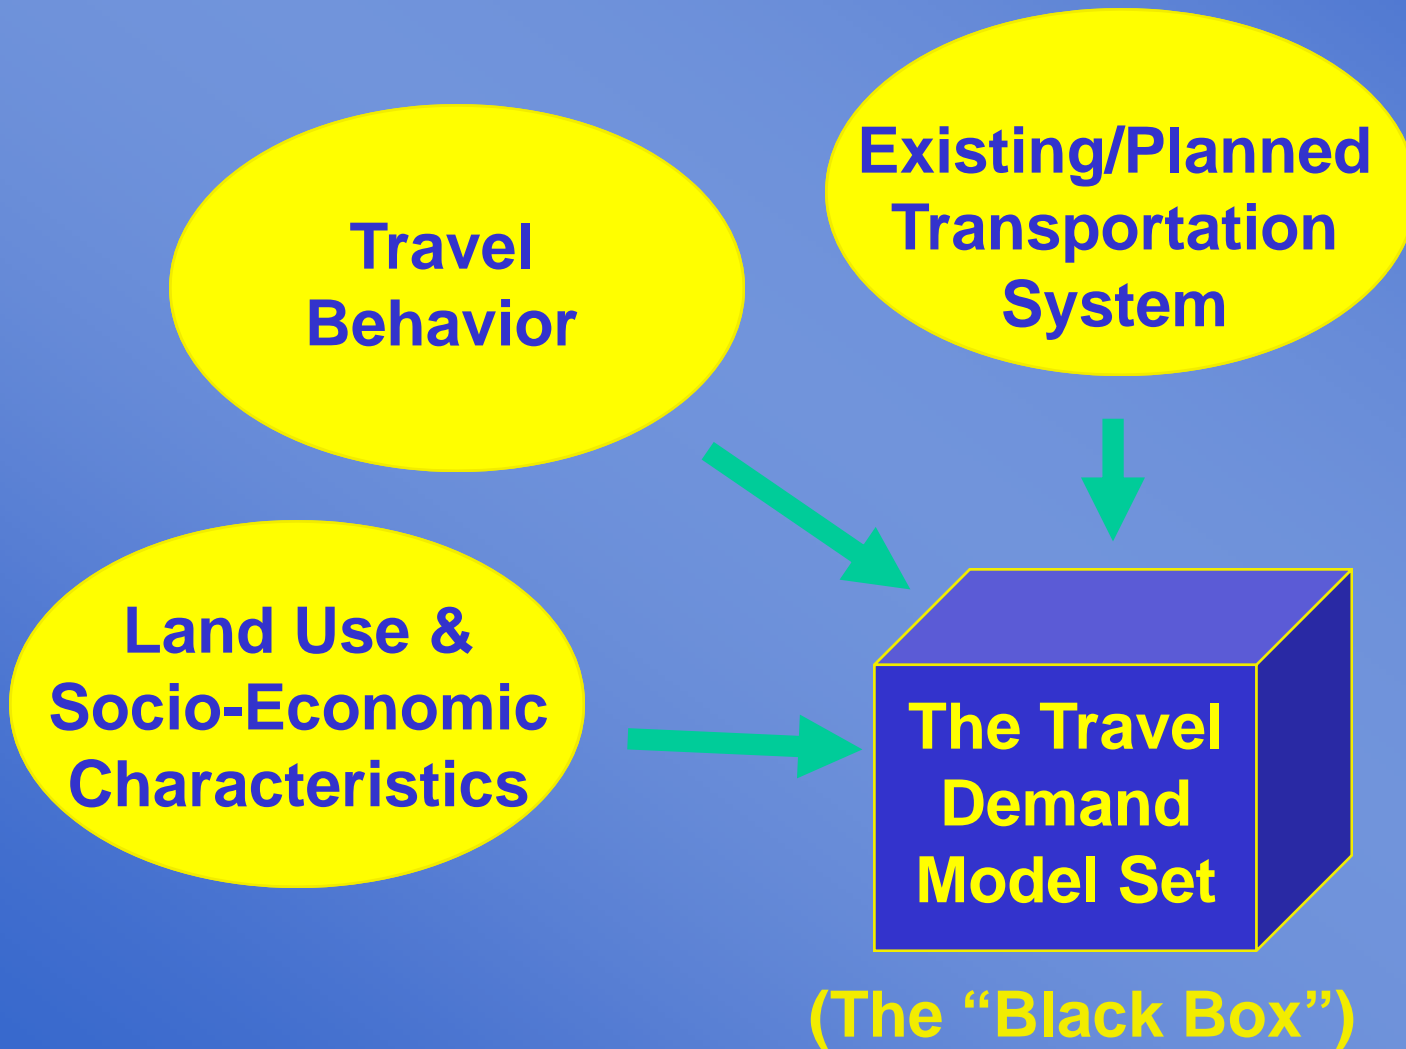 Existing/Planned
Transportation
System
Travel
Behavior
Land Use &
Socio-Economic
Characteristics
The Travel
Demand
Model Set
(The “Black Box”)